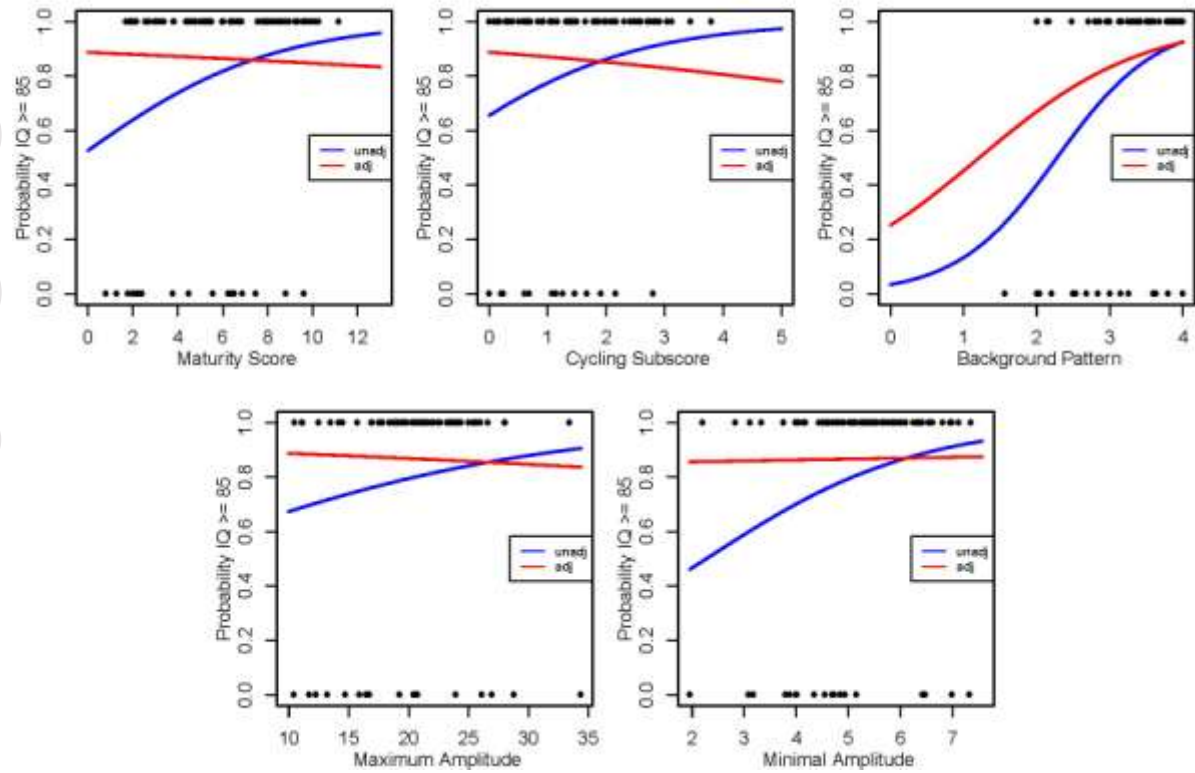 Probability IQ >= 85
0.0 0.2 0.4 0.6 0.8 1.0
unadj
adj
0 2 4 6 8 10 12
Maturity Score
Probability IQ >= 85
0.0 0.2 0.4 0.6 0.8 1.0
unadj
adj
0 1 2 3 4 5
Cycling Subscore
Probability IQ >= 85
0.0 0.2 0.4 0.6 0.8 1.0
unadj
adj
0 1 2 3 4
Background Pattern
Probability IQ >= 85
0.0 0.2 0.4 0.6 0.8 1.0
unadj
adj
10 15 20 25 30 35
Maximum Amplitude
Probability IQ >= 85
0.0 0.2 0.4 0.6 0.8 1.0
unadj
adj
2 3 4 5 6 7
Minimal Amplitude